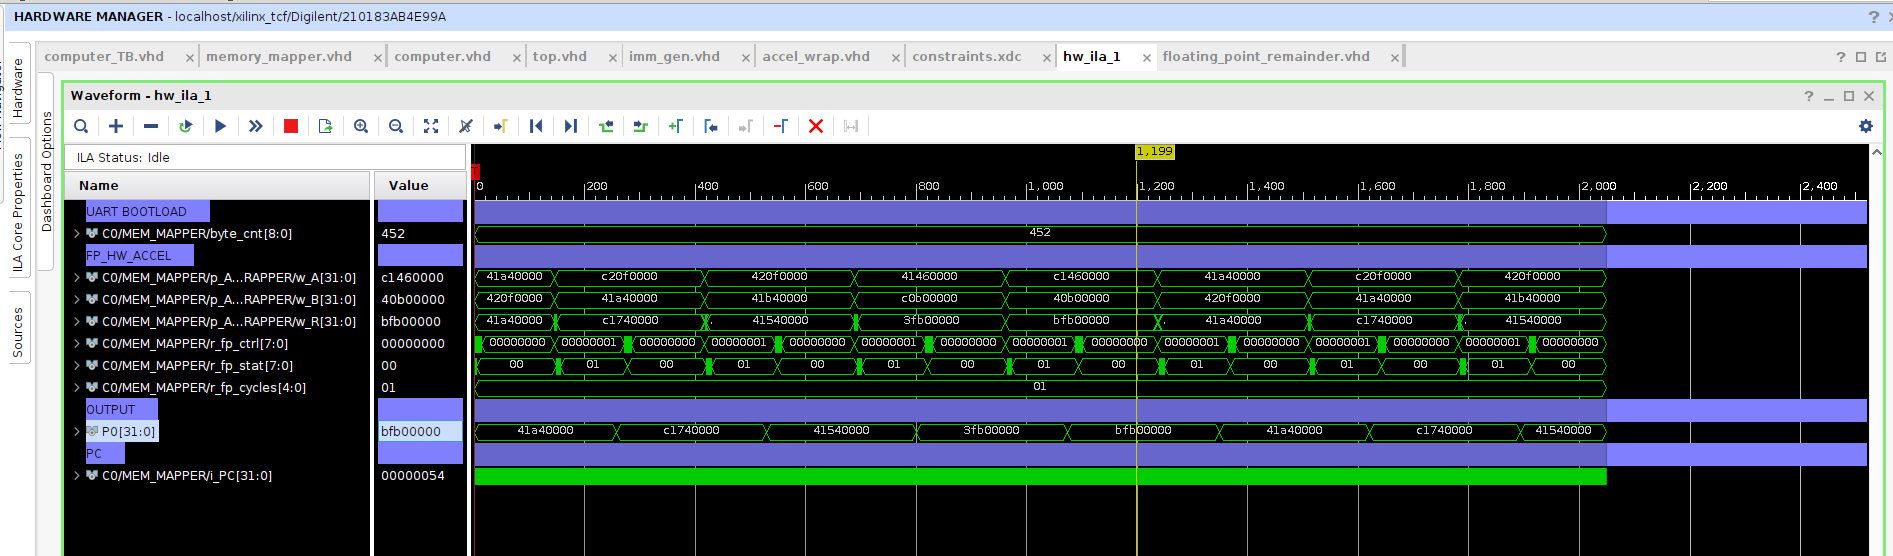 HARDWARE MANAGER - localhost/xilinx_tcf/Digilent/210183AB4E99A
?
computer_TB.vhd × memory_mapper.vhd × computer.vhd × top.vhd × imm_gen.vhd × accel_wrap.vhd × constraints.xdc × hw_ila_1 × floating_point_remainder.vhd ×
?
Hardware
ILA Core Properties
Sources
Dashboard Options
Waveform - hw_ila_1
?
ILA Status: Idle
1,199
Name Value
0 200 400 600 800 1,000 1,200 1,400 1,600 1,800 2,000 2,200 2,400
UART BOOTLOAD
C0/MEM_MAPPER/byte_cnt[8:0] 452 452
FP_HW_ACCEL
C0/MEM_MAPPER/p_A...RAPPER/w_A[31:0] c1460000 41a40000 c20f0000 420f0000 41460000 c1460000 41a40000 c20f0000 420f0000
C0/MEM_MAPPER/p_A...RAPPER/w_B[31:0] 40b00000 420f0000 41a40000 41b40000 c0b00000 40b00000 420f0000 41a40000 41b40000
C0/MEM_MAPPER/p_A...RAPPER/w_R[31:0] bfb00000 41a40000 c1740000 41540000 3fb00000 bfb00000 41a40000 c1740000 41540000
C0/MEM_MAPPER/r_fp_ctrl[7:0] 00000000 00000000 00000001 00000000 00000001 00000000 00000001 00000000 00000001 00000000 00000001 00000000 00000001 00000000 00000001 00000000
C0/MEM_MAPPER/r_fp_stat[7:0] 00 00 01 00 01 00 01 00 01 00 01 00 01 00 01 00
C0/MEM_MAPPER/r_fp_cycles[4:0] 01 01
OUTPUT
P0[31:0] bfb00000 41a40000 c1740000 41540000 3fb00000 bfb00000 41a40000 c1740000 41540000
PC
C0/MEM_MAPPER/i_PC[31:0] 00000054